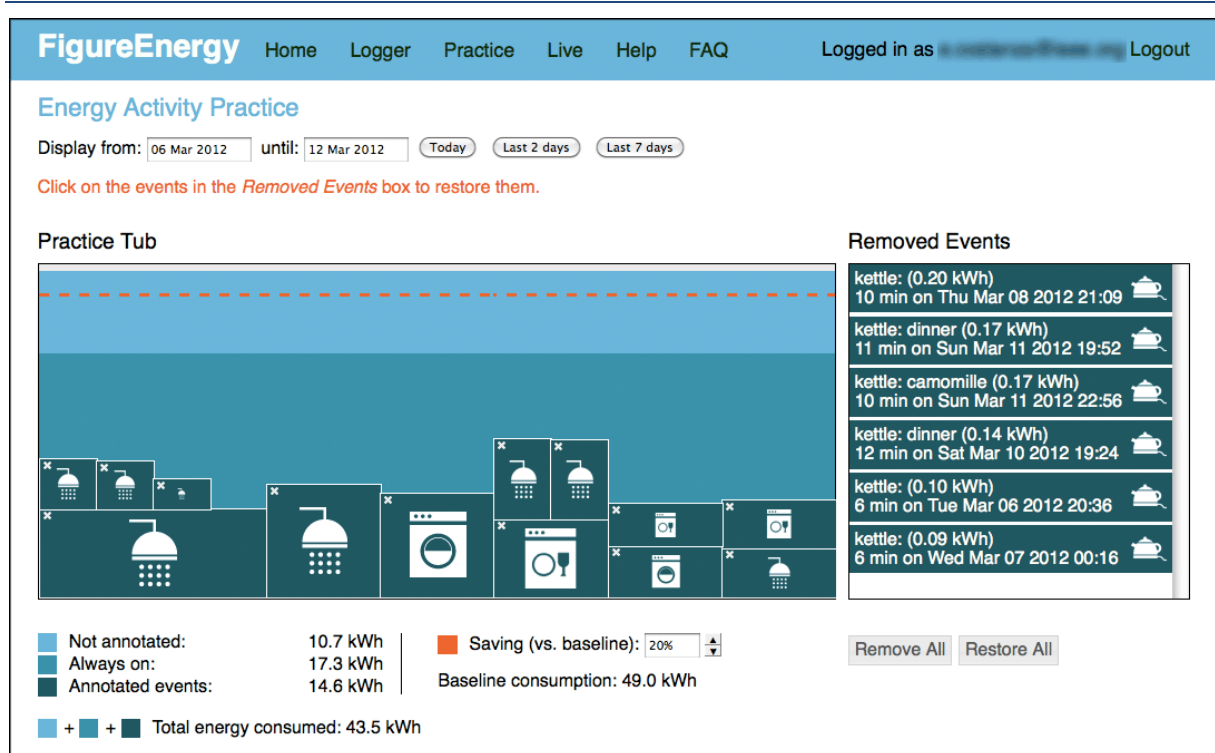 FigureEnergy Home Logger Practice Live Help FAQ Logged in as Logout
Energy Activity Practice
Display from: 06 Mar 2012 until: 12 Mar 2012 Today Last 2 days Last 7 days
Click on the events in the Removed Events box to restore them.
Practice Tub
Removed Events
kettle: (0.20 kWh)
10 min on Thu Mar 08 2012 21:09
kettle: dinner (0.17 kWh)
11 min on Sun Mar 11 2012 19:52
kettle: camomille (0.17 kWh)
10 min on Sun Mar 11 2012 22:56
kettle: dinner (0.14 kWh)
12 min on Sat Mar 10 2012 19:24
kettle: (0.10 kWh)
6 min on Tue Mar 06 2012 20:36
kettle: (0.09 kWh)
6 min on Wed Mar 07 2012 00:16
Not annotated: 10.7 kWh
Always on: 17.3 kWh
Annotated events: 14.6 kWh
Saving (vs. baseline): 20%
Baseline consumption: 49.0 kWh
Remove All Restore All
+ + Total energy consumed: 43.5 kWh